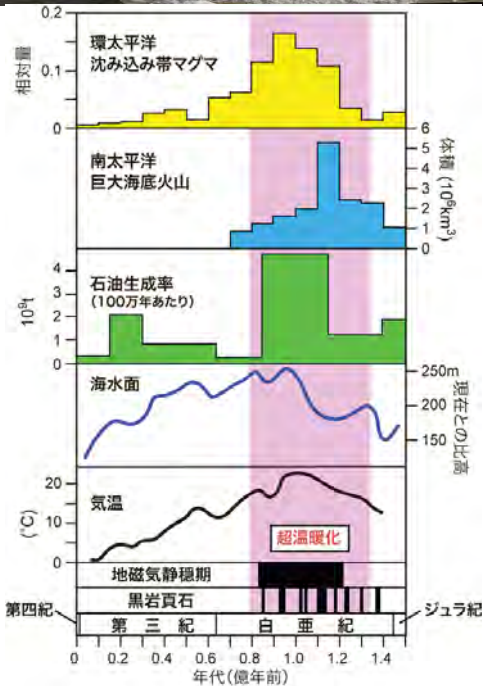 0.2
0.1
0
相対量
環太平洋
沈み込み帯マグマ
南太平洋
巨大海底火山
6
5
4
3
2
1
0
体積 (10⁶km³)
石油生成率
(100万年あたり)
4
3
2
1
0
10⁹t
海水面
250m
200
150
現在との比高
気温
20
10
0
(℃)
超温暖化
地磁気静穏期
黒岩頁石
第四紀
第三紀
白亜紀
ジュラ紀
0 0.2 0.4 0.6 0.8 1.0 1.2 1.4
年代(億年前)